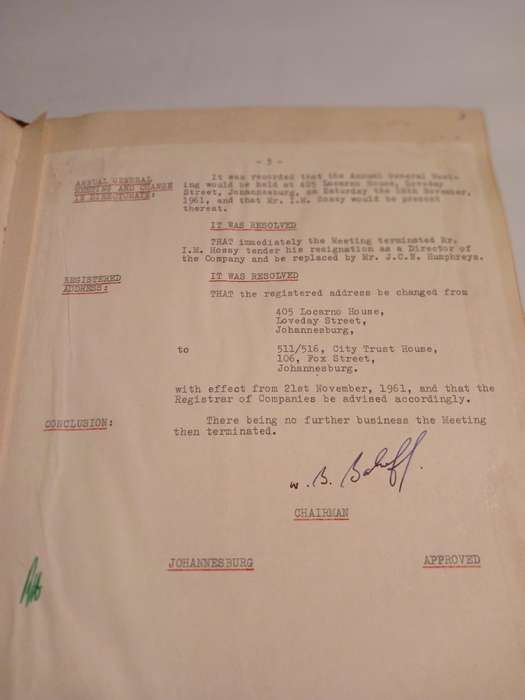 - 3 -
ANNUAL GENERAL
MEETING AND CHANGE
IN DIRECTORATE:
It was recorded that the Annual General Meet-
ing would be held at 405 Locarno House, Loveday
Street, Johannesburg, on Saturday the 18th November,
1961, and that Mr. I.M. Hossy would be present
thereat.
IT WAS RESOLVED
THAT immediately the Meeting terminated Mr.
I.M. Hossy tender his resignation as a Director of
the Company and be replaced by Mr. J.C.N. Humphreys.
REGISTERED
ADDRESS:
IT WAS RESOLVED
THAT the registered address be changed from
405 Locarno House,
Loveday Street,
Johannesburg,
to
511/516, City Trust House,
106, Fox Street,
Johannesburg.
with effect from 21st November, 1961, and that the
Registrar of Companies be advised accordingly.
CONCLUSION:
There being no further business the Meeting
then terminated.
W. B.
CHAIRMAN
JOHANNESBURG
APPROVED